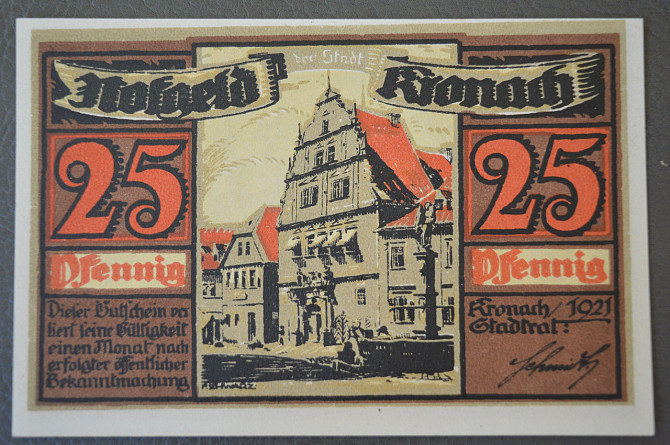 Notgeld
der Stadt
Kronach
25
25
Pfennig
Pfennig
Dieser Gutschein ver
liert seine Gültigkeit
einen Monat nach
erfolgter öffentlicher
Bekanntmachung
Kronach / 1921
Stadtrat:
Schmidt